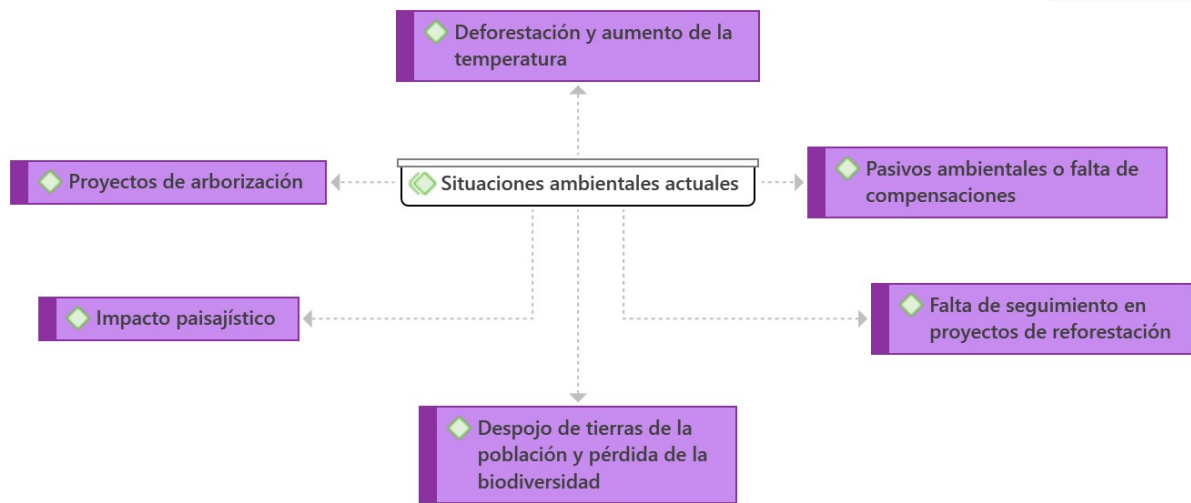 Deforestación y aumento de la
temperatura
Proyectos de arborización
Situaciones ambientales actuales
Pasivos ambientales o falta de
compensaciones
Impacto paisajístico
Falta de seguimiento en
proyectos de reforestación
Despojo de tierras de la
población y pérdida de la
biodiversidad